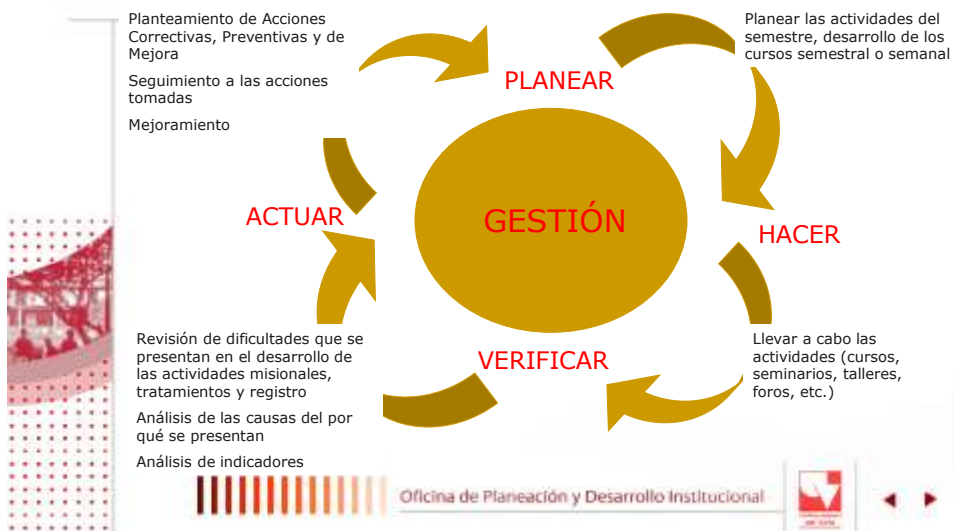 Planteamiento de Acciones
Correctivas, Preventivas y de
Mejora
Seguimiento a las acciones
tomadas
Mejoramiento
Planear las actividades del
semestre, desarrollo de los
cursos semestral o semanal
PLANEAR
ACTUAR
GESTIÓN
HACER
VERIFICAR
Revisión de dificultades que se
presentan en el desarrollo de
las actividades misionales,
tratamientos y registro
Análisis de las causas del por
qué se presentan
Análisis de indicadores
Llevar a cabo las
actividades (cursos,
seminarios, talleres,
foros, etc.)
Oficina de Planeación y Desarrollo Institucional